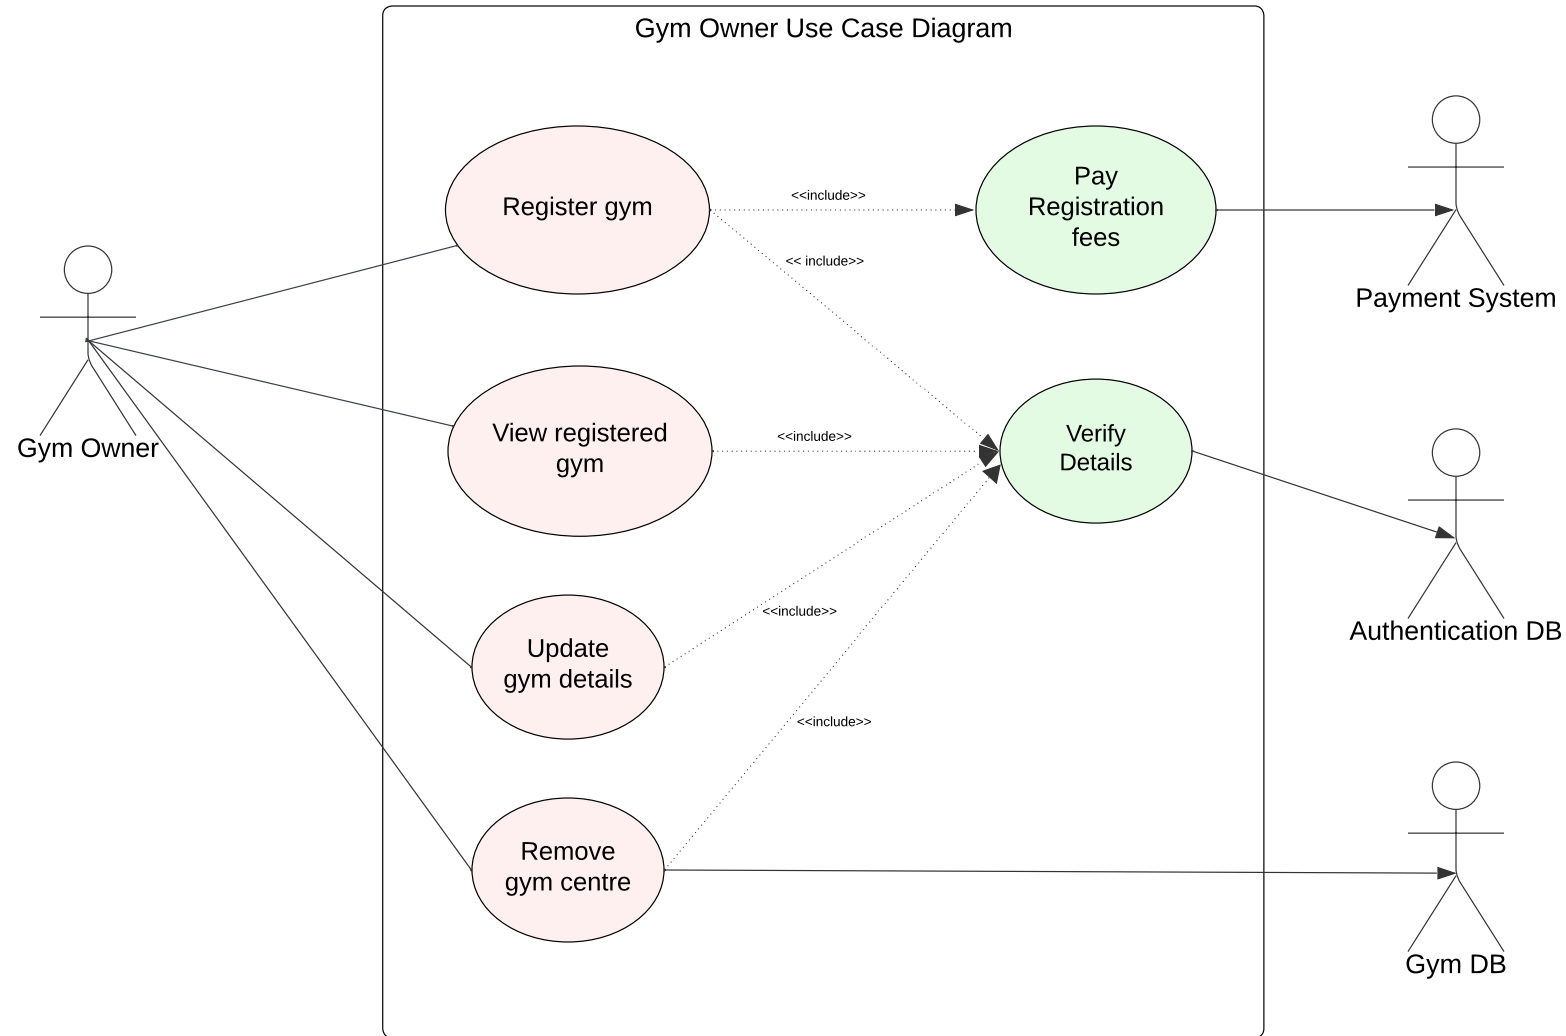 Gym Owner Use Case Diagram
Register gym
<<include>>
Pay
Registration
fees
<< include>>
Payment System
Gym Owner
View registered
gym
<<include>>
Verify
Details
<<include>>
Authentication DB
Update
gym details
<<include>>
Remove
gym centre
Gym DB